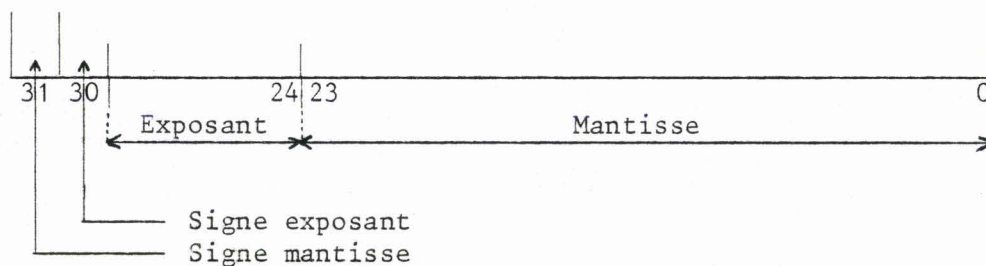 31 30 24 23 0
Exposant Mantisse
Signe exposant
Signe mantisse